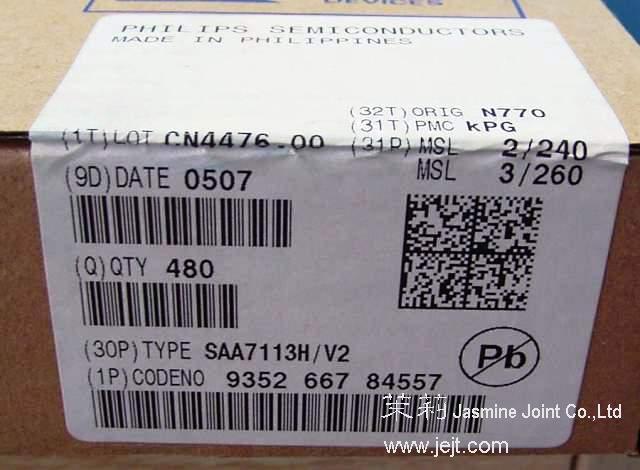 DEVICES
PHILIPS SEMICONDUCTORS
MADE IN PHILIPPINES
(32T) ORIG N770
(31T) PMC kPG
(1T) LOT CN4476-00 (31P) MSL 2/240
MSL 3/260
(9D) DATE 0507
(Q) QTY 480
(30P) TYPE SAA7113H/V2
Pb
(1P) CODENO 9352 667 84557
茉莉 Jasmine Joint Co.,Ltd
www.jejt.com